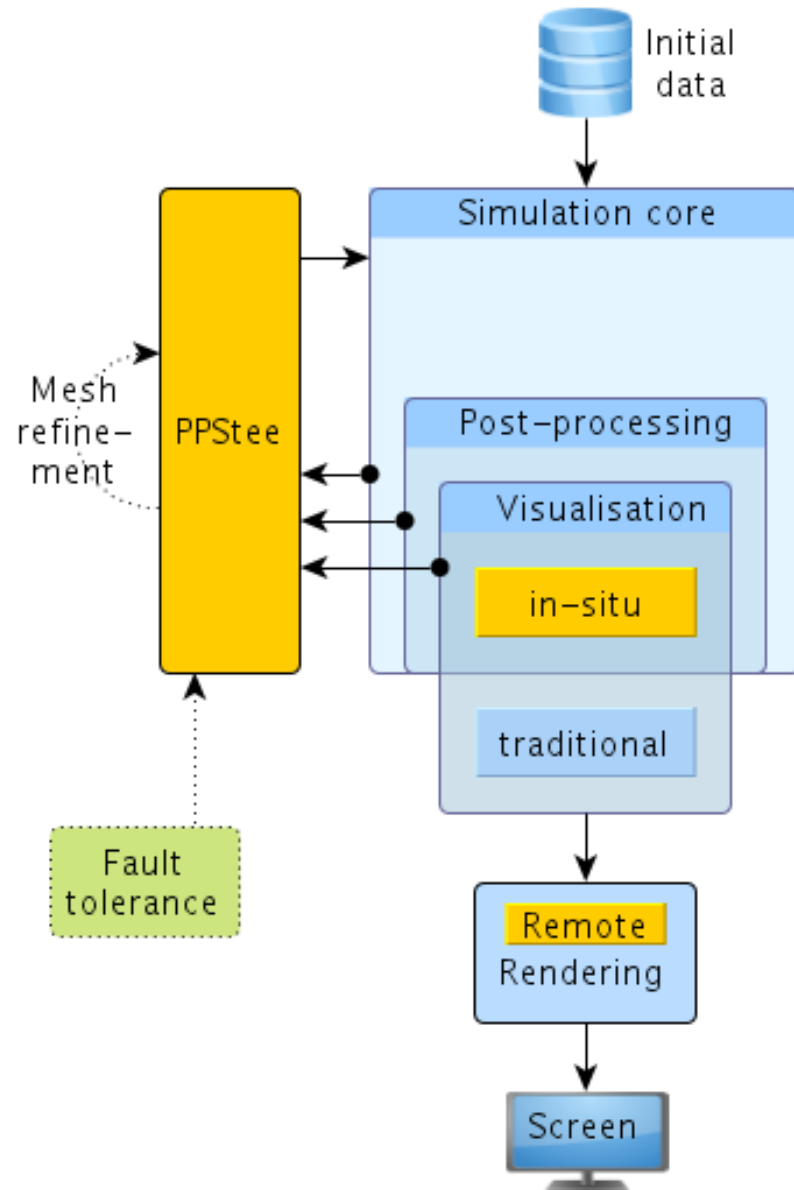 Initial
data
Simulation core
Mesh
refine-
ment
PPStee
Post-processing
Visualisation
in-situ
traditional
Fault
tolerance
Remote
Rendering
Screen